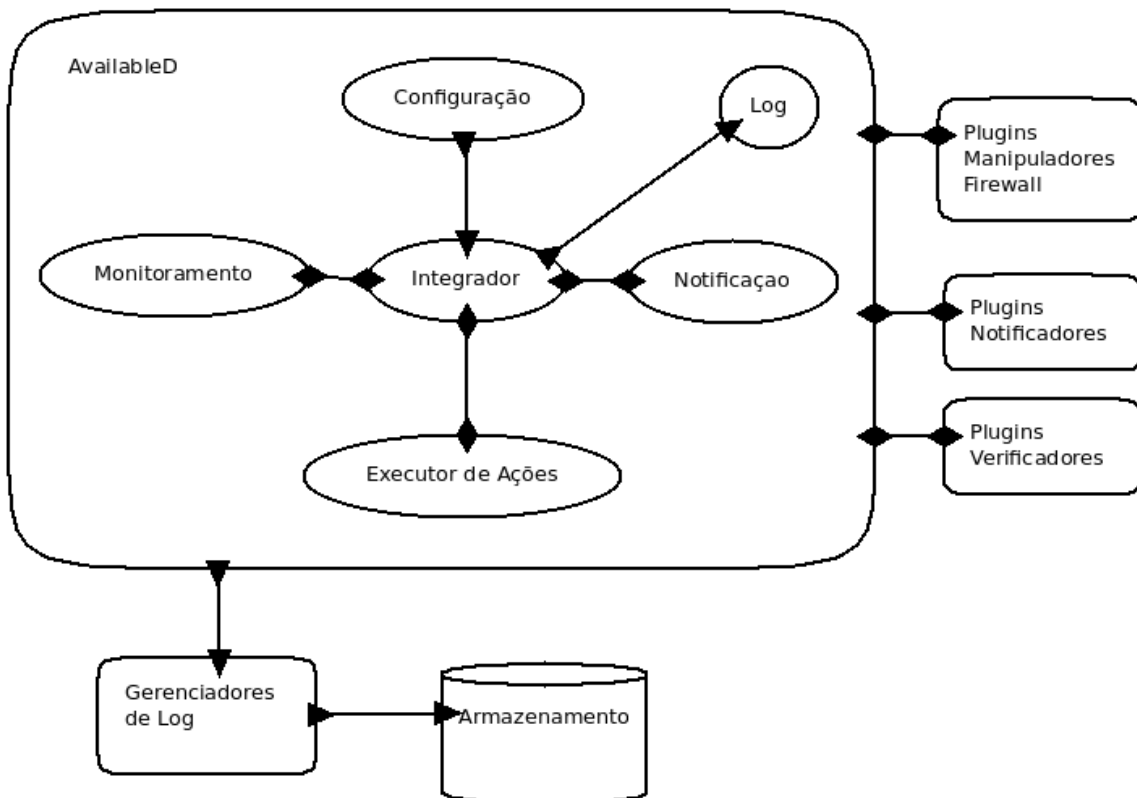 AvailableD
Configuração
Log
Plugins
Manipuladores
Firewall
Monitoramento
Integrador
Notificaçao
Plugins
Notificadores
Plugins
Verificadores
Executor de Ações
Gerenciadores
de Log
Armazenamento